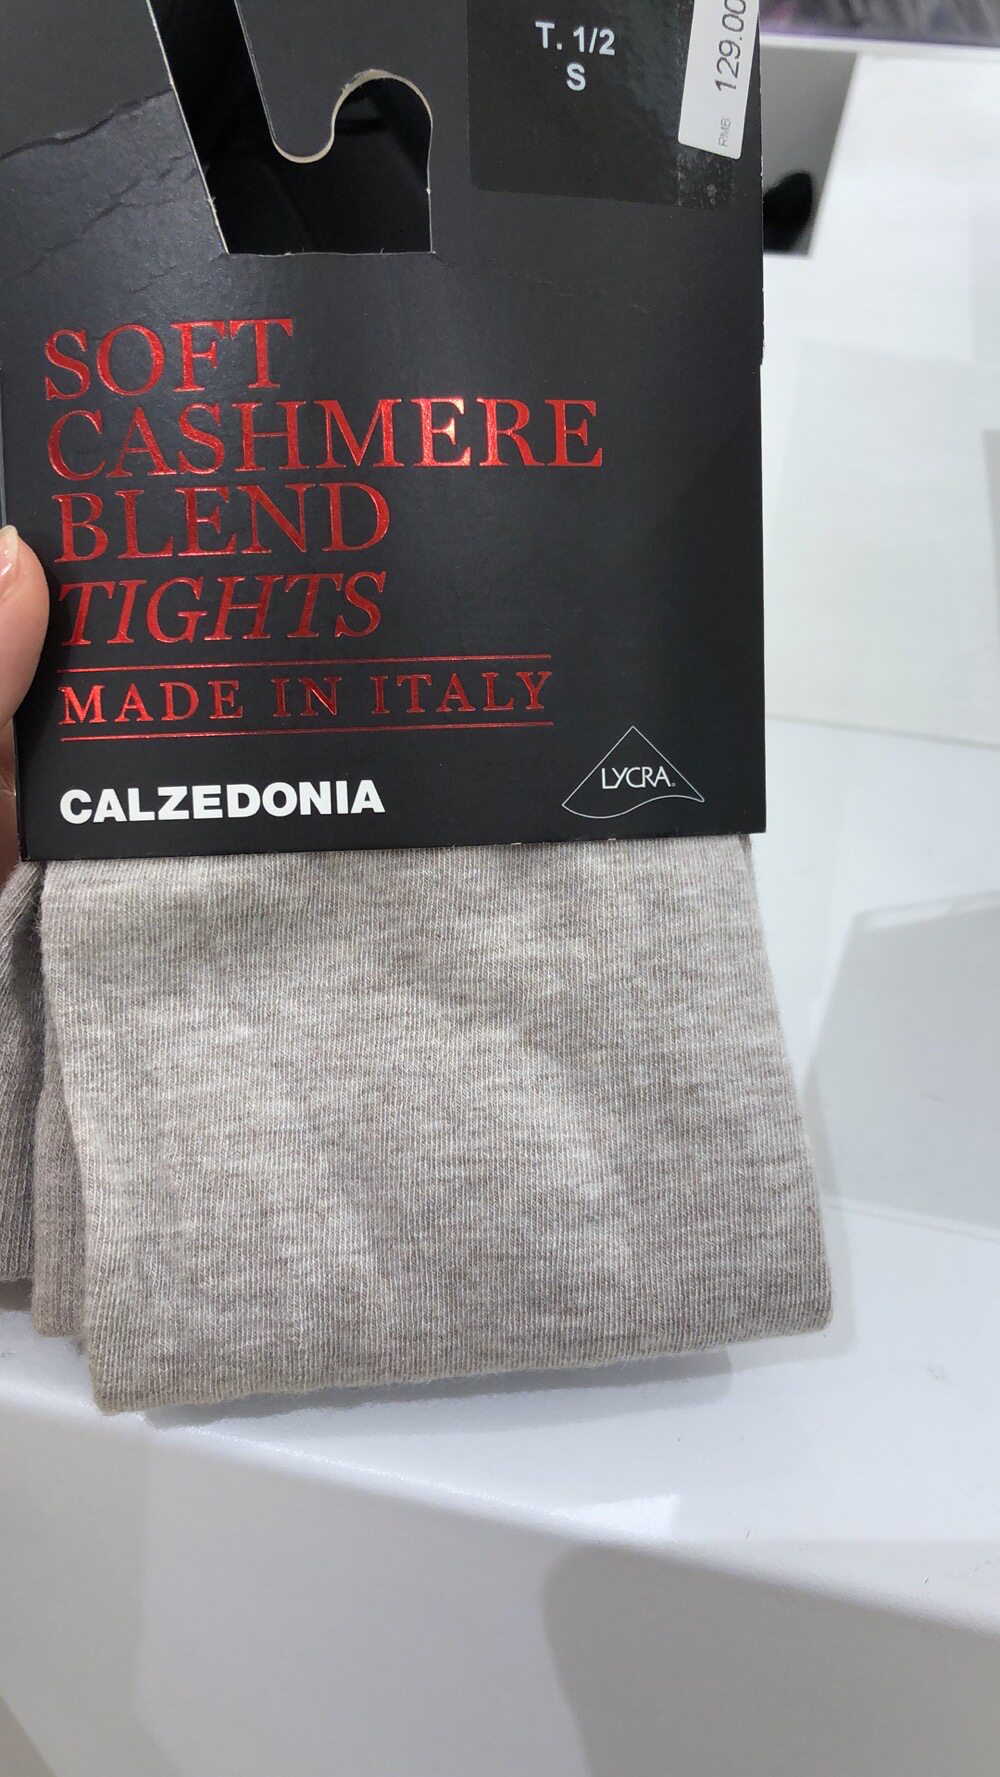 T. 1/2
S
RMB 129.00
SOFT
CASHMERE
BLEND
TIGHTS
MADE IN ITALY
CALZEDONIA
LYCRA®